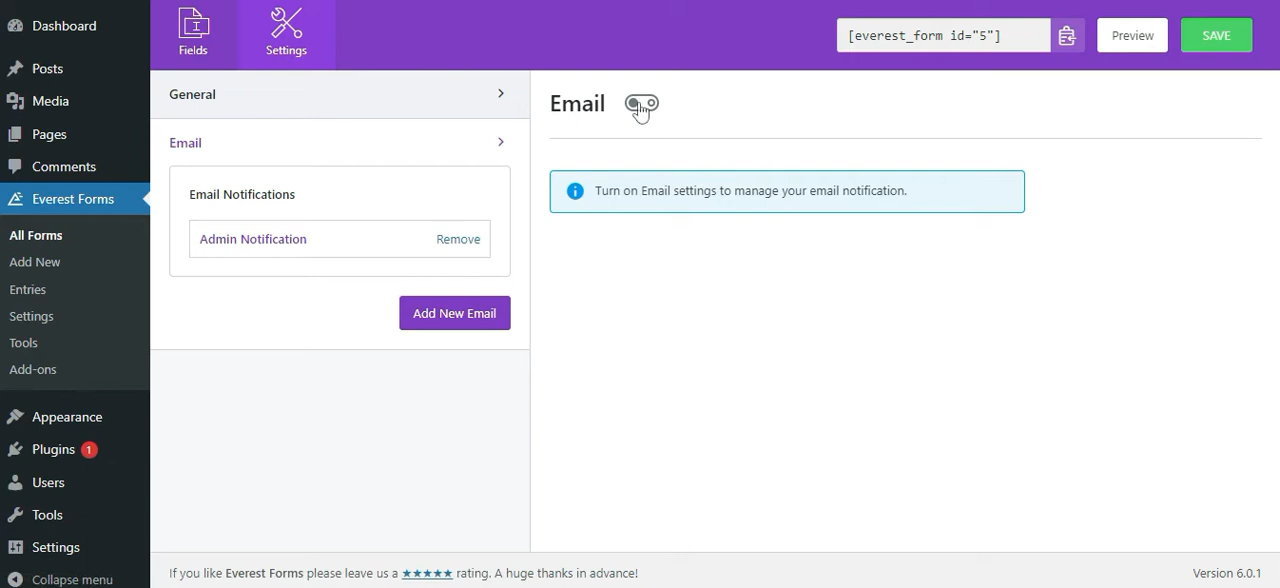 Dashboard
Posts
Media
Pages
Comments
Everest Forms
All Forms
Add New
Entries
Settings
Tools
Add-ons
Appearance
Plugins 1
Users
Tools
Settings
Collapse menu
Fields
Settings
[everest_form id="5"]
Preview
SAVE
General
Email
Email Notifications
Admin Notification Remove
Add New Email
Email
Turn on Email settings to manage your email notification.
If you like Everest Forms please leave us a ★★★★★ rating. A huge thanks in advance!
Version 6.0.1